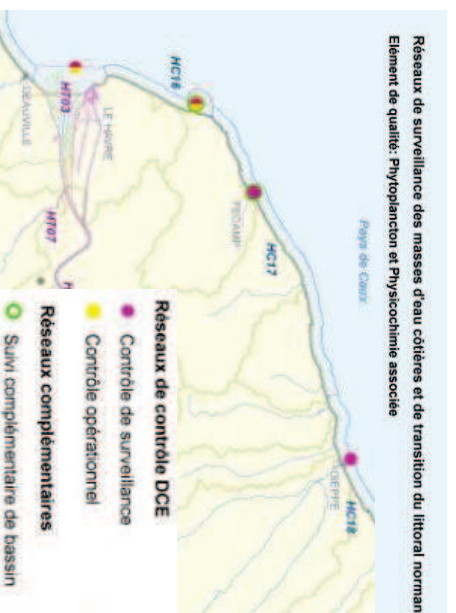 Réseaux de surveillance des masses d'eau côtières et de transition du littoral norman
Elément de qualité: Phytoplancton et Physicochimie associée
Pays de Caux
HC16
HC17
HC18
DIEPPE
FECAMP
LE HAVRE
HT03
DEAUVILLE
HT07
Réseaux de contrôle DCE
Contrôle de surveillance
Contrôle opérationnel
Réseaux complémentaires
Suivi complémentaire de bassin